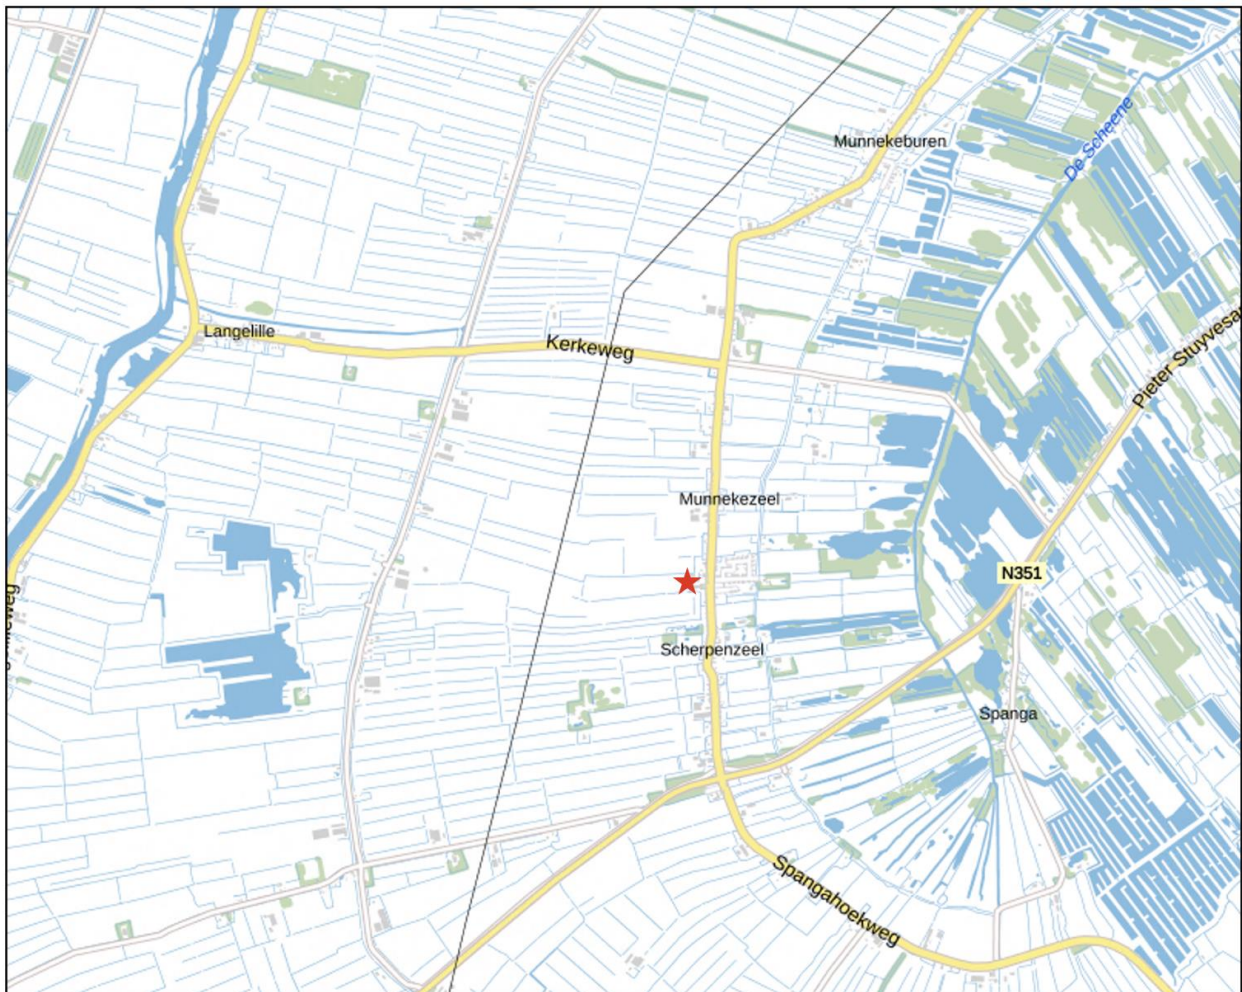 Munnekeburen
De Scheene
Langelille
Kerkeweg
Pieter Stuyvesa
Munnekezeel
N351
Scherpenzeel
Spanga
Spangahoekweg